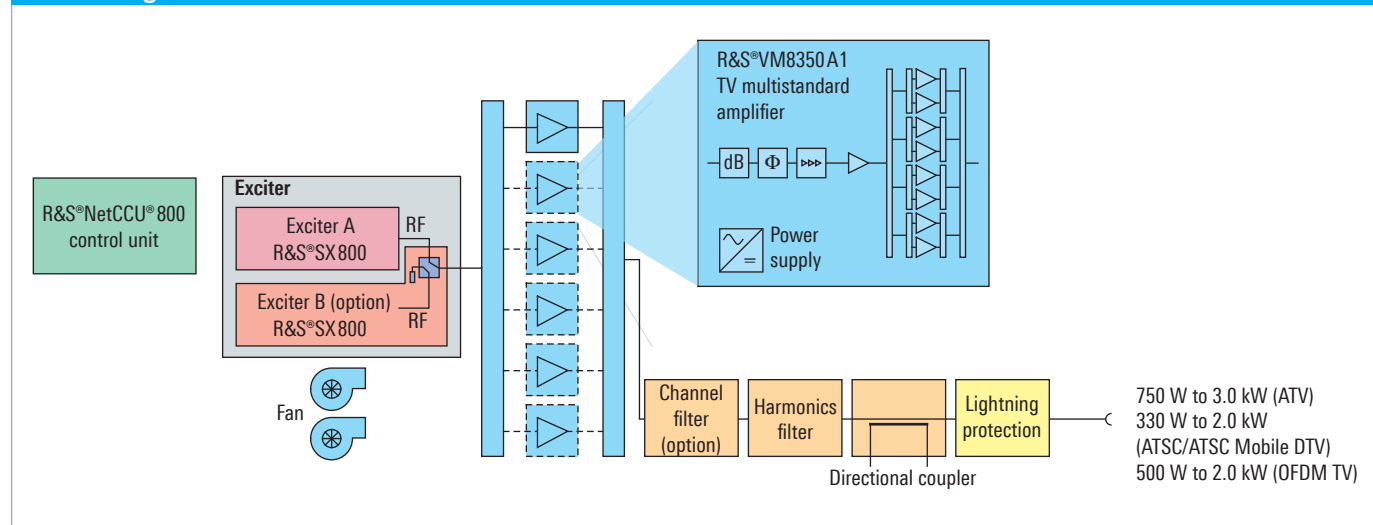 R&S®NetCCU®800
control unit
Exciter
Exciter A
R&S®SX800
RF
Exciter B (option)
R&S®SX800
RF
Fan
R&S®VM8350A1
TV multistandard
amplifier
dB
Φ
Power
supply
Channel
filter
(option)
Harmonics
filter
Directional coupler
Lightning
protection
750 W to 3.0 kW (ATV)
330 W to 2.0 kW
(ATSC/ATSC Mobile DTV)
500 W to 2.0 kW (OFDM TV)